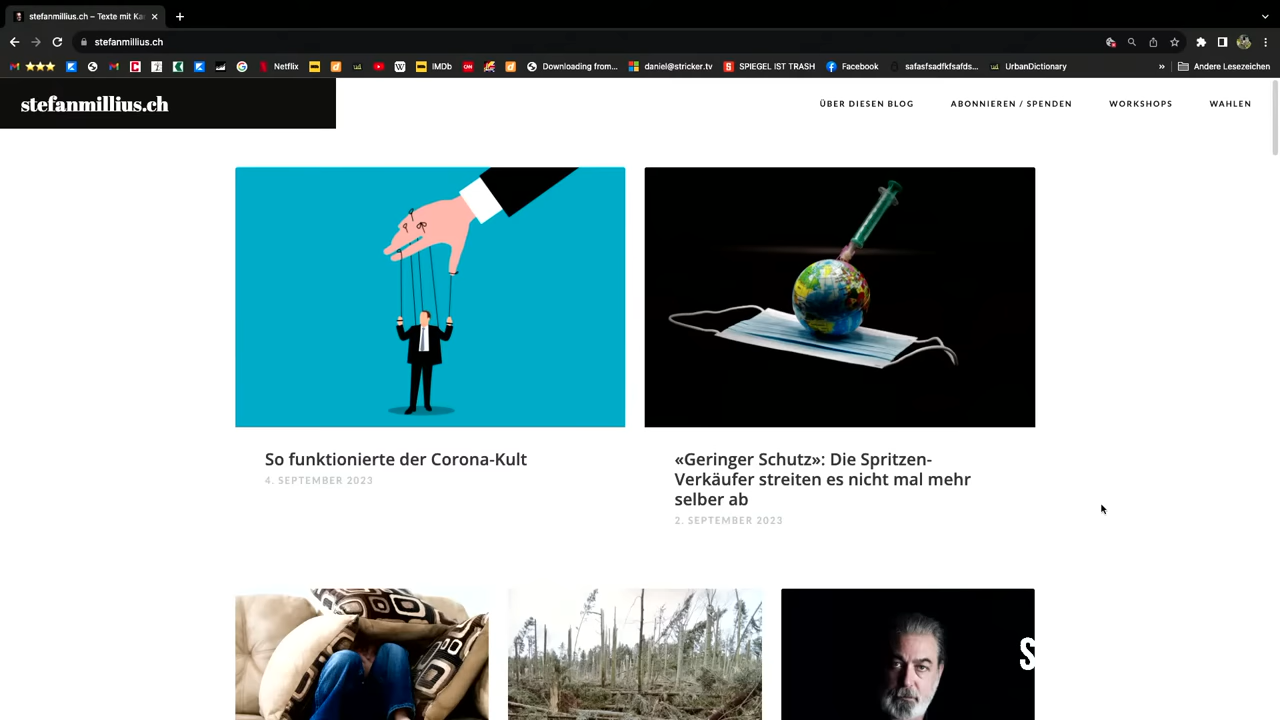 stefanmillius.ch – Texte mit Ka
stefanmillius.ch
Netflix
IMDb
Downloading from...
daniel@stricker.tv
SPIEGEL IST TRASH
Facebook
safasfsadfkfsafds...
UrbanDictionary
»
Andere Lesezeichen
stefanmillius.ch
ÜBER DIESEN BLOG
ABONNIEREN / SPENDEN
WORKSHOPS
WAHLEN
So funktionierte der Corona-Kult
4. SEPTEMBER 2023
«Geringer Schutz»: Die Spritzen-
Verkäufer streiten es nicht mal mehr
selber ab
2. SEPTEMBER 2023
S